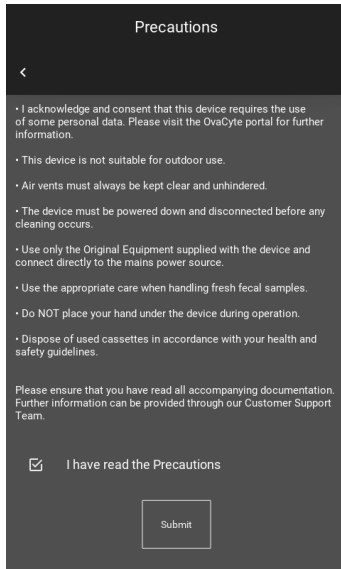 Precautions
• I acknowledge and consent that this device requires the use
of some personal data. Please visit the OvaCyte portal for further
information.
• This device is not suitable for outdoor use.
• Air vents must always be kept clear and unhindered.
• The device must be powered down and disconnected before any
cleaning occurs.
• Use only the Original Equipment supplied with the device and
connect directly to the mains power source.
• Use the appropriate care when handling fresh fecal samples.
• Do NOT place your hand under the device during operation.
• Dispose of used cassettes in accordance with your health and
safety guidelines.
Please ensure that you have read all accompanying documentation.
Further information can be provided through our Customer Support
Team.
I have read the Precautions
Submit